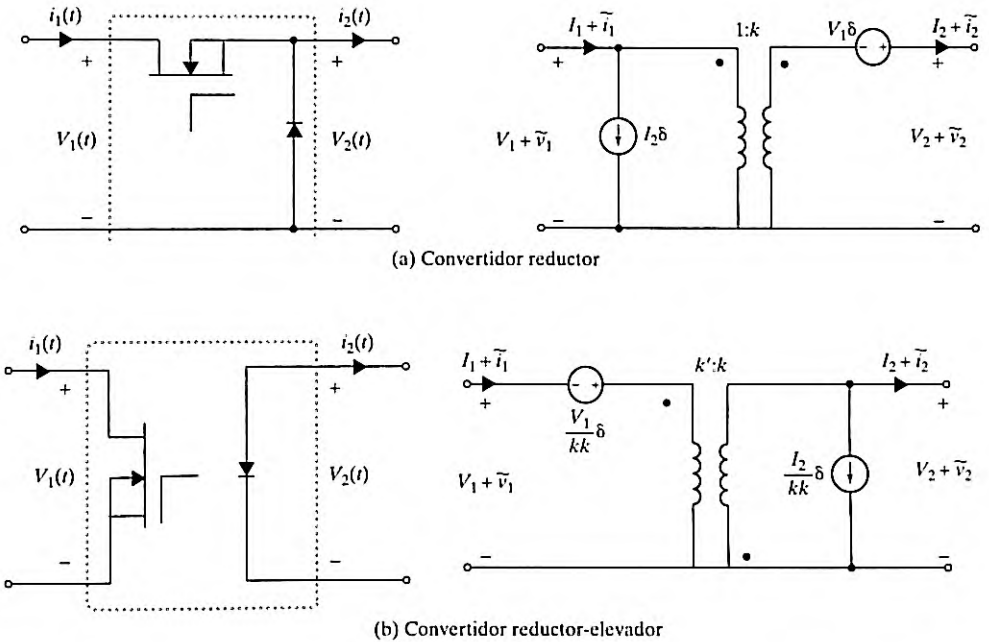 i₁(t) i₂(t)
+ +
V₁(t) V₂(t)
− −
I₁ + ĩ₁ 1:k V₁δ I₂ + ĩ₂
− +
+ +
V₁ + ṽ₁ I₂δ V₂ + ṽ₂
− −
(a) Convertidor reductor
i₁(t) i₂(t)
+ +
V₁(t) V₂(t)
− −
I₁ + ĩ₁ k':k I₂ + ĩ₂
− +
+ +
V₁/kk δ
V₁ + ṽ₁ I₂/kk δ V₂ + ṽ₂
− −
(b) Convertidor reductor-elevador